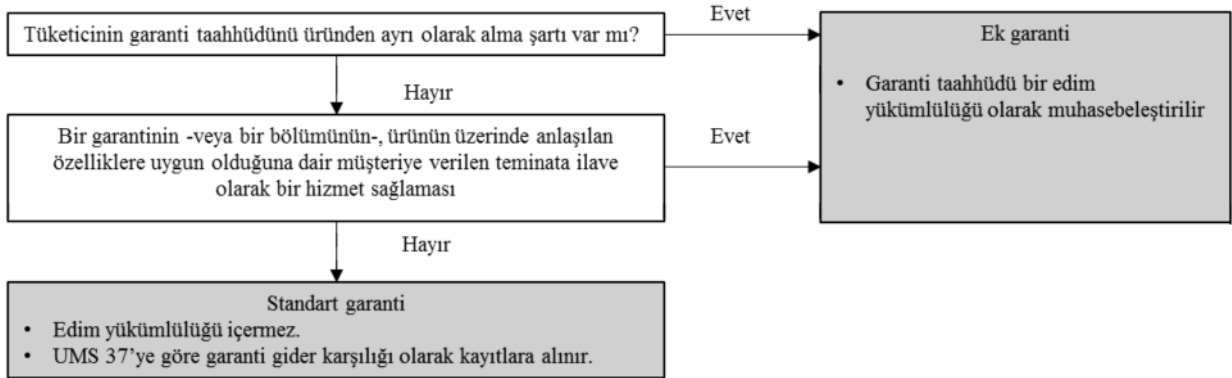 Tüketicinin garanti taahhüdünü üründen ayrı olarak alma şartı var mı?
Evet
Ek garanti
• Garanti taahhüdü bir edim
yükümlülüğü olarak muhasebeleştirilir
Hayır
Bir garantinin -veya bir bölümünün-, ürünün üzerinde anlaşılan
özelliklere uygun olduğuna dair müşteriye verilen teminata ilave
olarak bir hizmet sağlaması
Evet
Hayır
Standart garanti
• Edim yükümlülüğü içermez.
• UMS 37’ye göre garanti gider karşılığı olarak kayıtlara alınır.